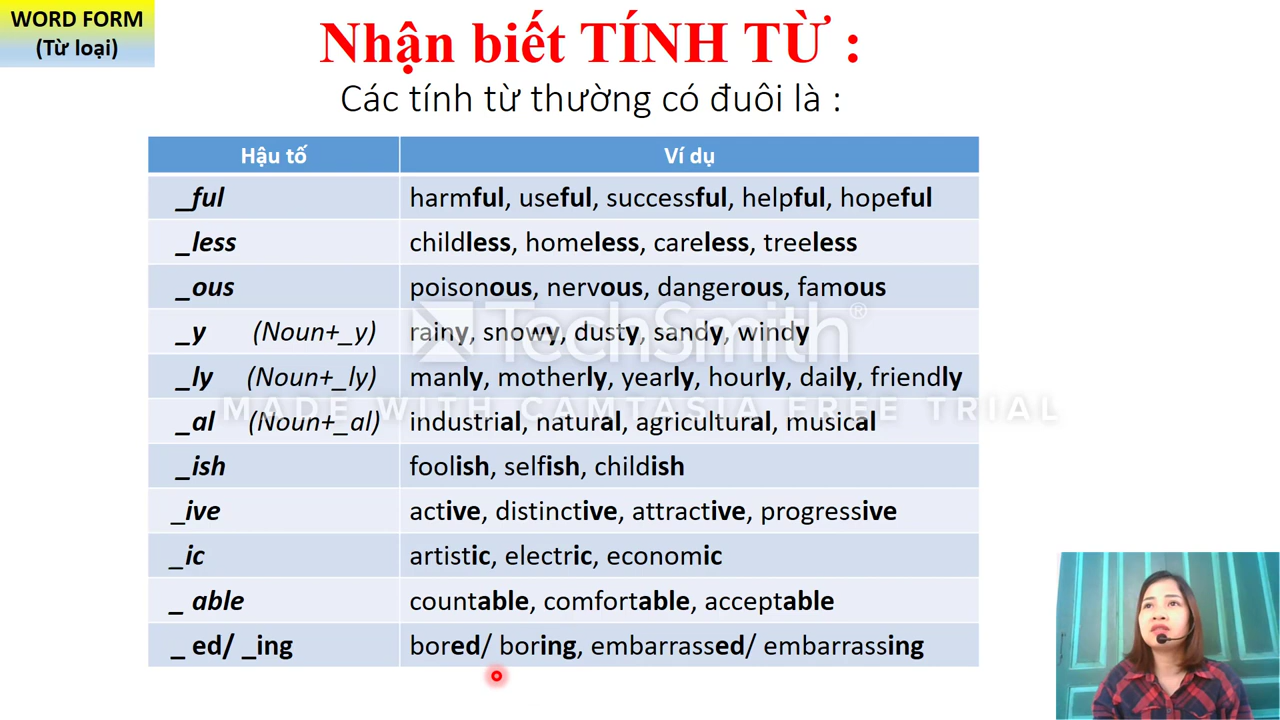 WORD FORM
(Từ loại)
Nhận biết TÍNH TỪ :
Các tính từ thường có đuôi là :
Hậu tố Ví dụ
_ful harmful, useful, successful, helpful, hopeful
_less childless, homeless, careless, treeless
_ous poisonous, nervous, dangerous, famous
_y (Noun+_y) rainy, snowy, dusty, sandy, windy
_ly (Noun+_ly) manly, motherly, yearly, hourly, daily, friendly
_al (Noun+_al) industrial, natural, agricultural, musical
_ish foolish, selfish, childish
_ive active, distinctive, attractive, progressive
_ic artistic, electric, economic
_ able countable, comfortable, acceptable
_ ed/ _ing bored/ boring, embarrassed/ embarrassing
TechSmith®
MADE WITH CAMTASIA FREE TRIAL